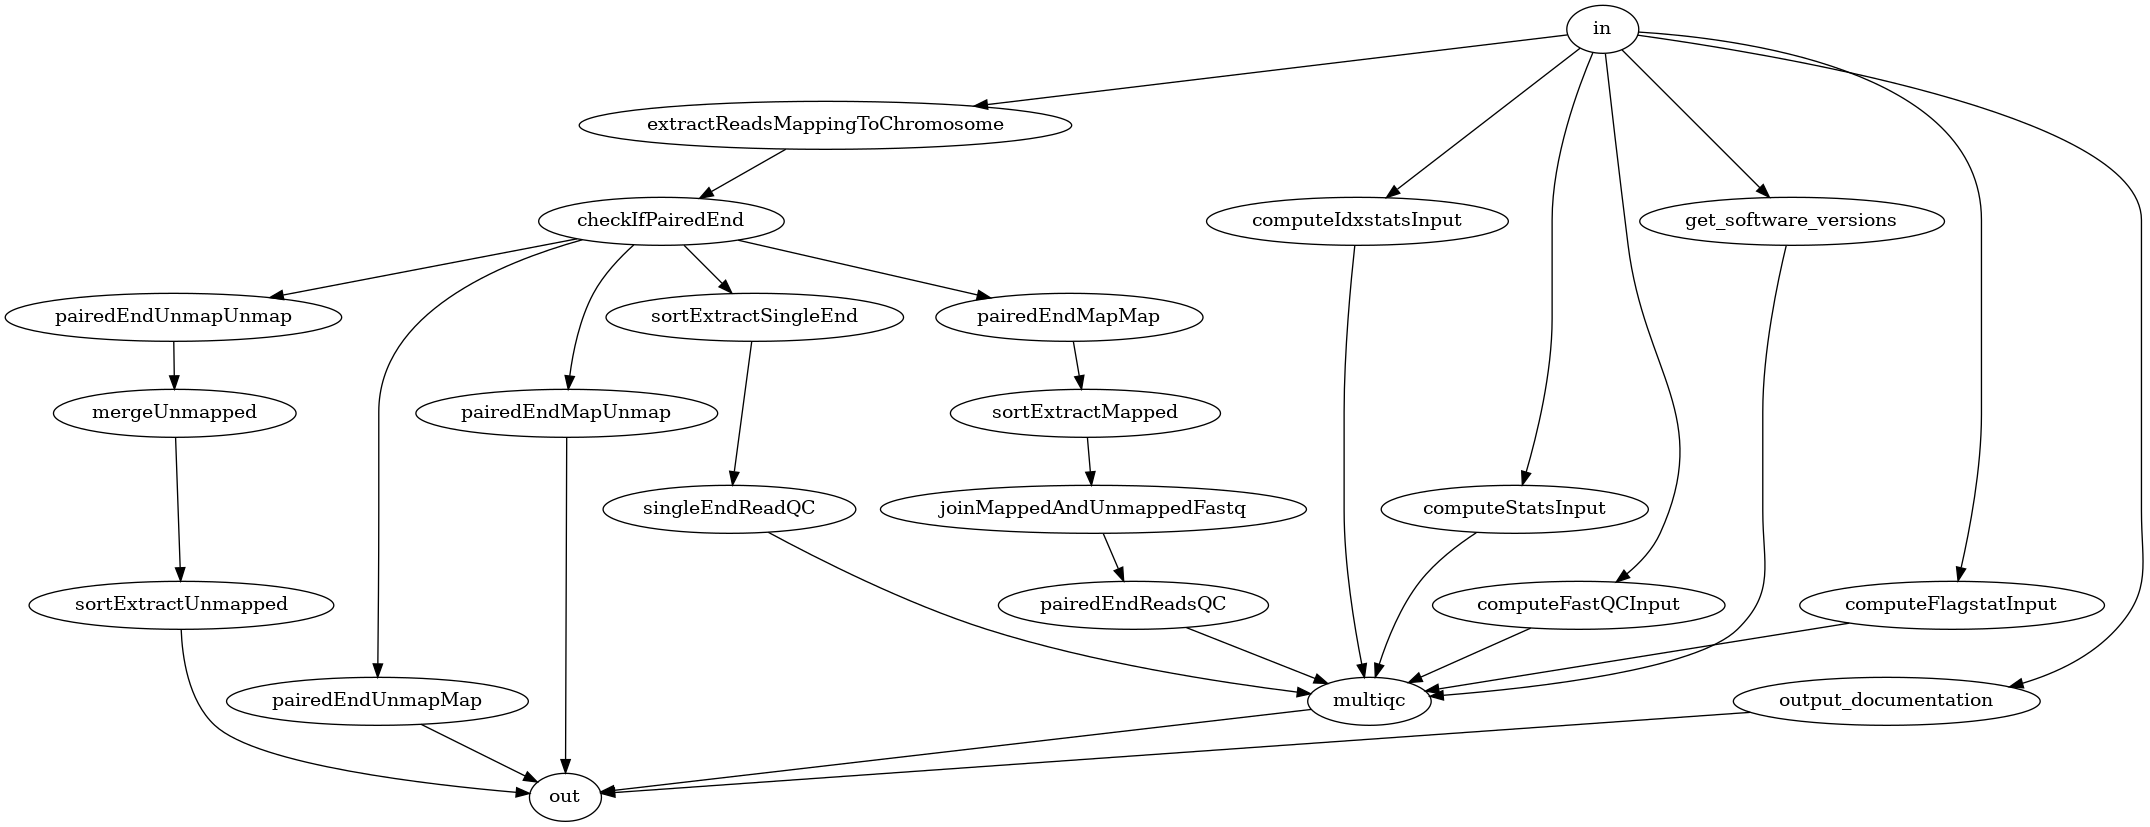 in
extractReadsMappingToChromosome
checkIfPairedEnd
computeIdxstatsInput
get_software_versions
pairedEndUnmapUnmap
sortExtractSingleEnd
pairedEndMapMap
mergeUnmapped
pairedEndMapUnmap
sortExtractMapped
singleEndReadQC
joinMappedAndUnmappedFastq
computeStatsInput
sortExtractUnmapped
pairedEndReadsQC
computeFastQCInput
computeFlagstatInput
pairedEndUnmapMap
multiqc
output_documentation
out